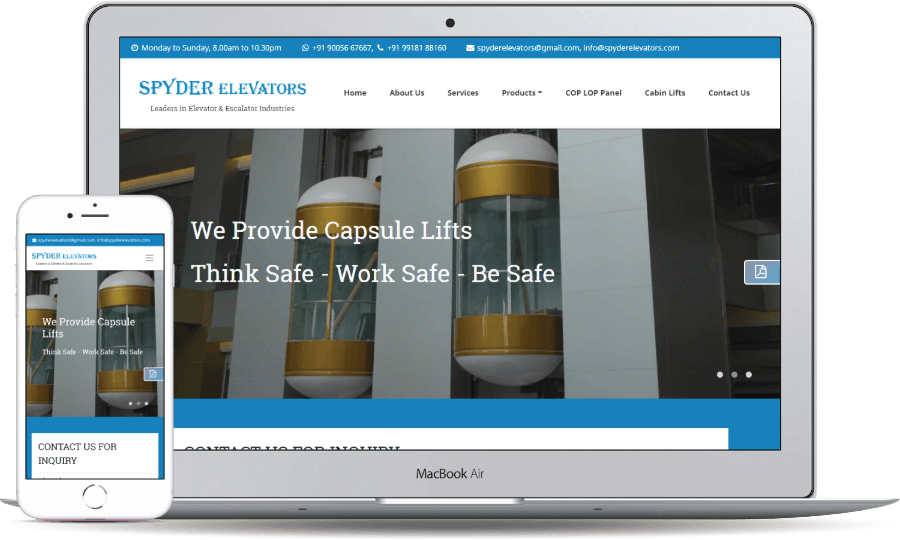 Monday to Sunday, 8.00am to 10.30pm +91 90056 67667, +91 99181 88160 spyderelevators@gmail.com, info@spyderelevators.com
SPYDER ELEVATORS
Leaders in Elevator & Escalator Industries
Home About Us Services Products COP LOP Panel Cabin Lifts Contact Us
We Provide Capsule Lifts
Think Safe - Work Safe - Be Safe
CONTACT US FOR INQUIRY
MacBook Air
spyderelevators@gmail.com, info@spyderelevators.com
SPYDER ELEVATORS
Leaders in Elevator & Escalator Industries
We Provide Capsule
Lifts
Think Safe - Work Safe - Be Safe
CONTACT US FOR
INQUIRY